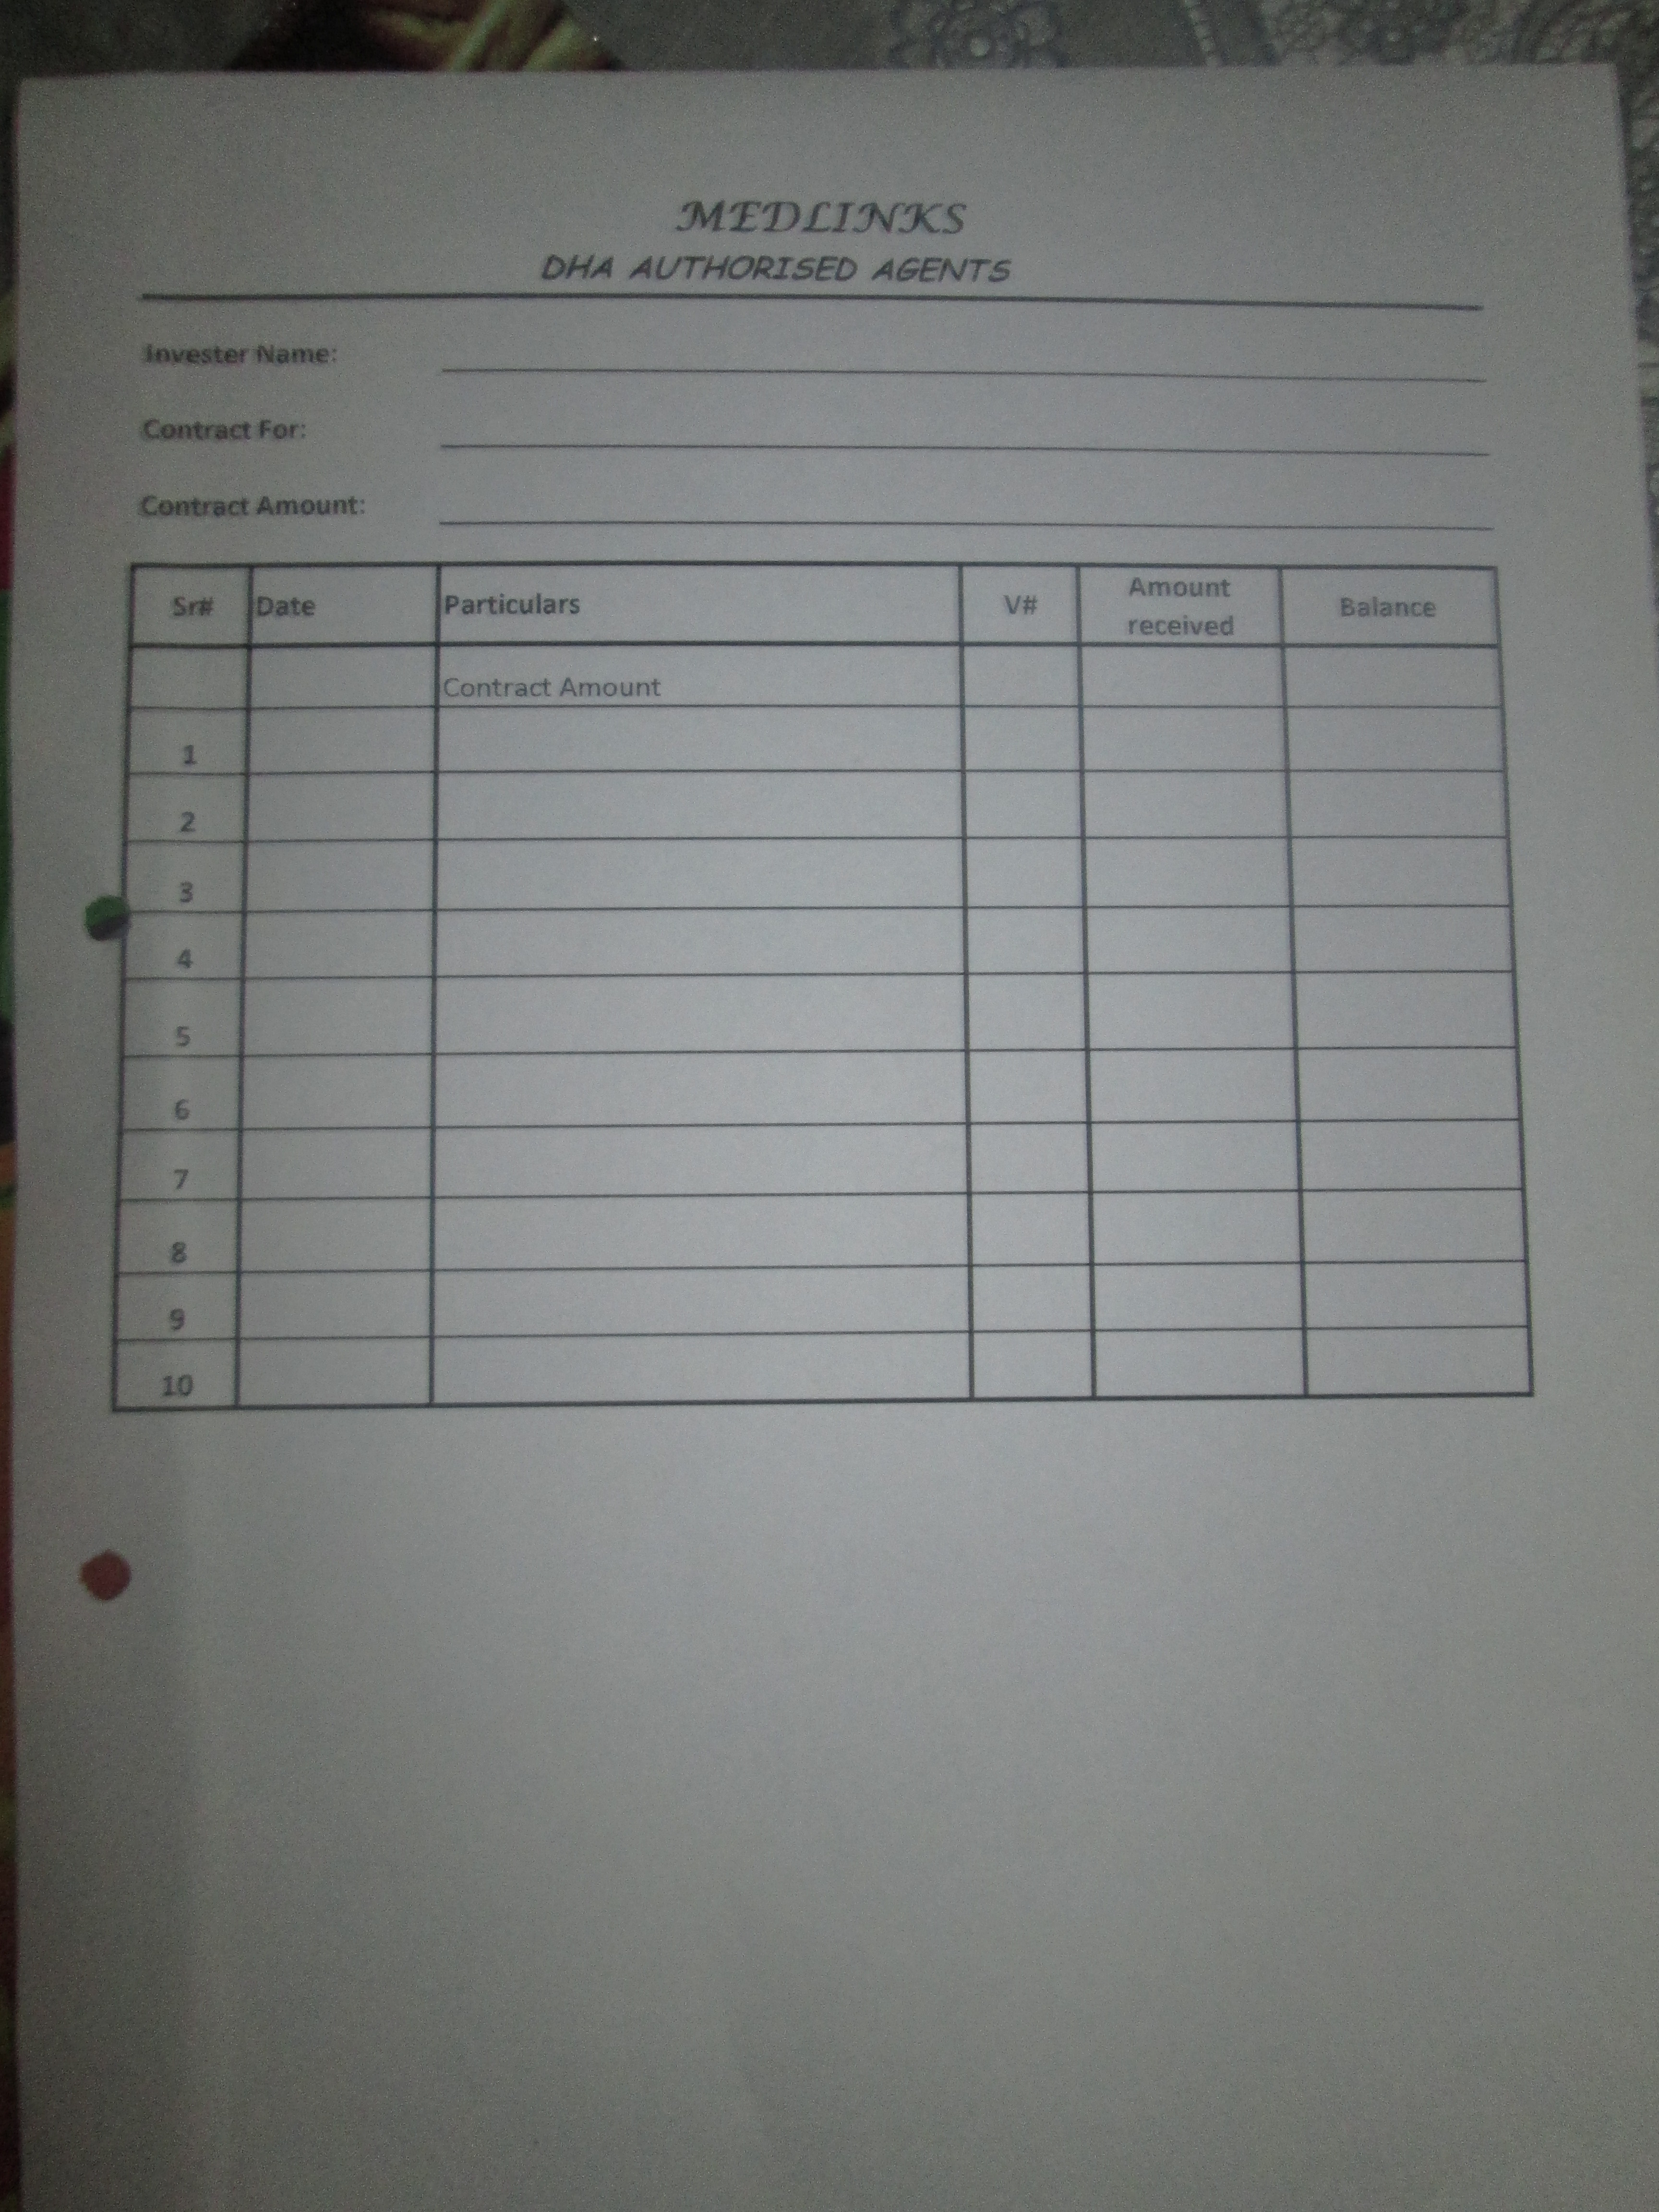 MEDLINKS
DHA AUTHORISED AGENTS
Invester Name:
Contract For:
Contract Amount:
Sr# Date Particulars V# Amount received Balance
Contract Amount
1
2
3
4
5
6
7
8
9
10